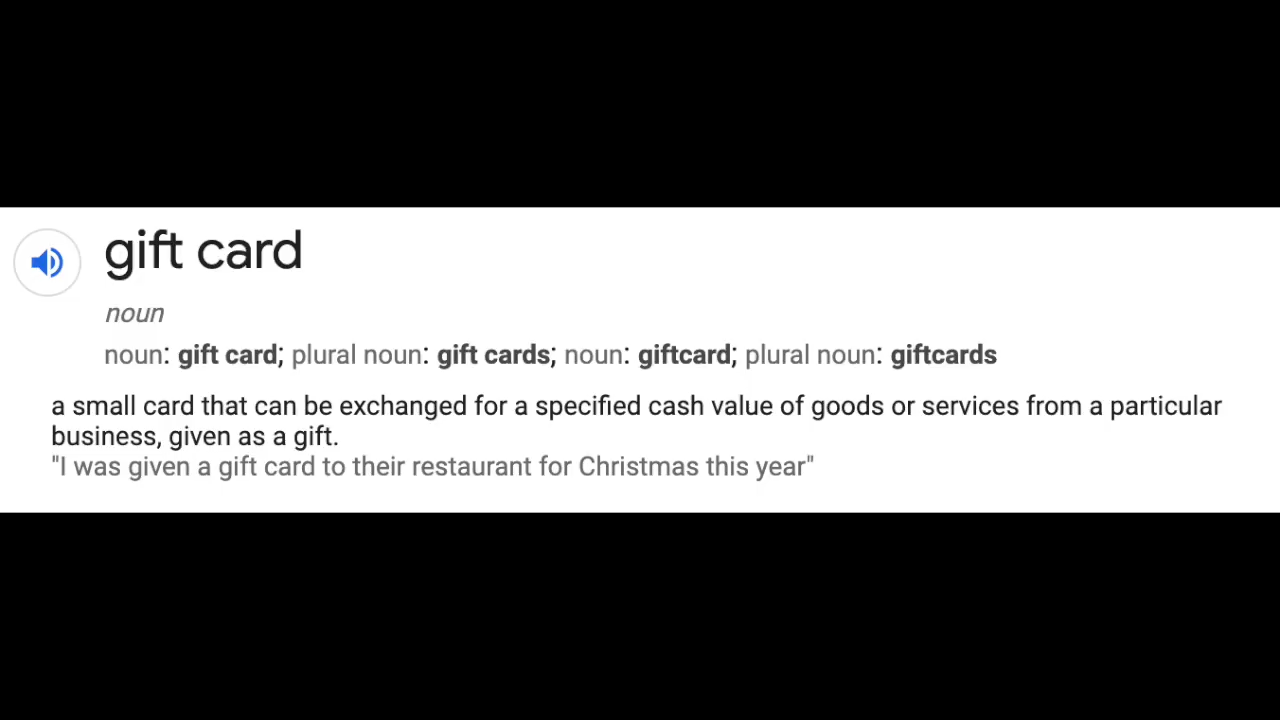 gift card
noun
noun: gift card; plural noun: gift cards; noun: giftcard; plural noun: giftcards
a small card that can be exchanged for a specified cash value of goods or services from a particular
business, given as a gift.
"I was given a gift card to their restaurant for Christmas this year"